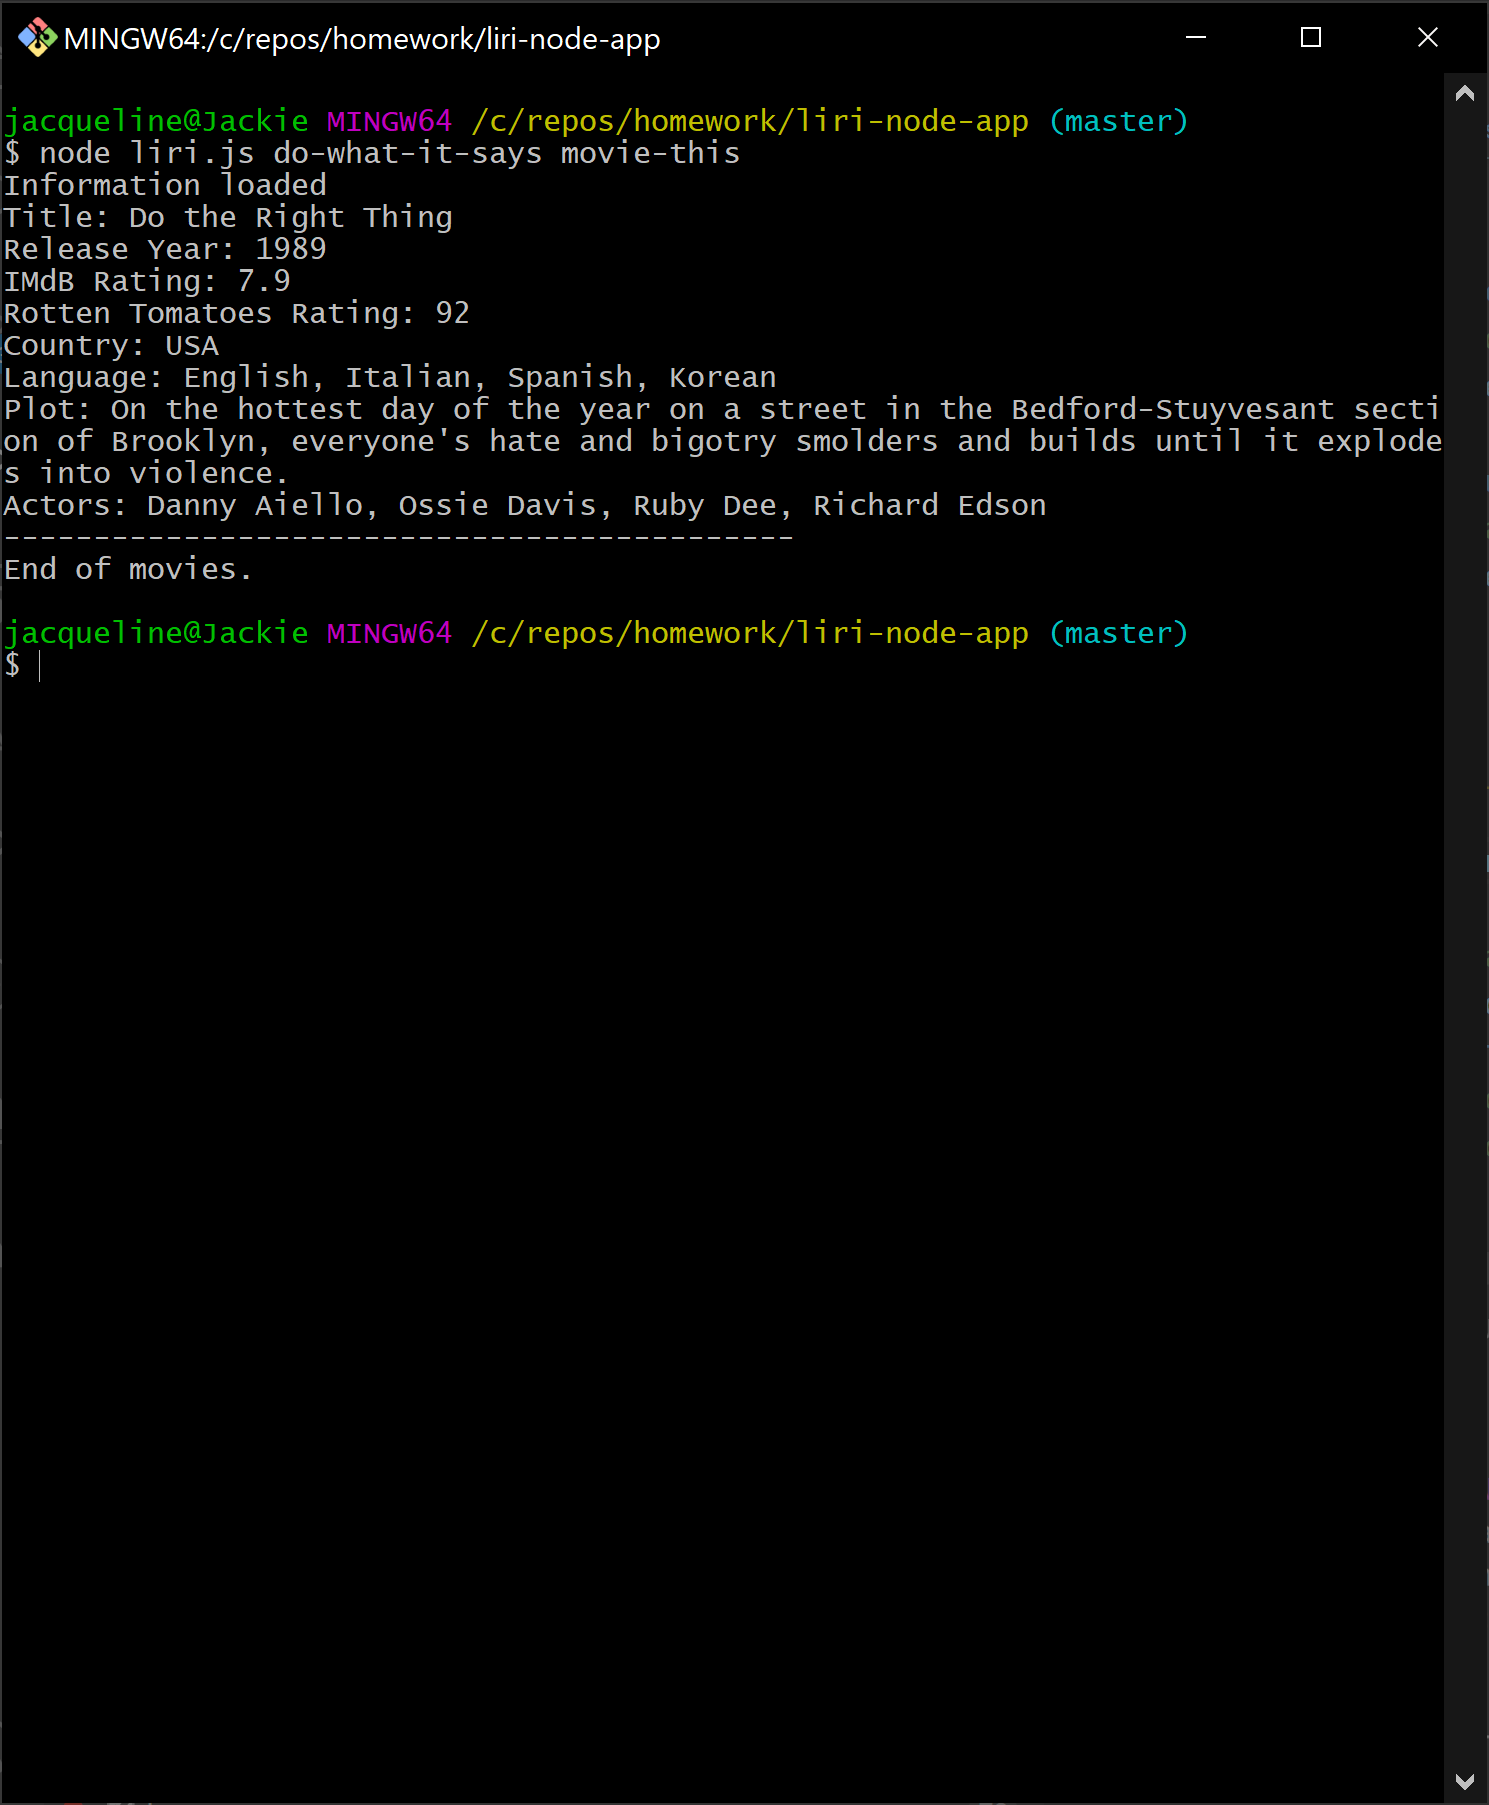 MINGW64:/c/repos/homework/liri-node-app
jacqueline@Jackie MINGW64 /c/repos/homework/liri-node-app (master)
$ node liri.js do-what-it-says movie-this
Information loaded
Title: Do the Right Thing
Release Year: 1989
IMdB Rating: 7.9
Rotten Tomatoes Rating: 92
Country: USA
Language: English, Italian, Spanish, Korean
Plot: On the hottest day of the year on a street in the Bedford-Stuyvesant secti
on of Brooklyn, everyone's hate and bigotry smolders and builds until it explode
s into violence.
Actors: Danny Aiello, Ossie Davis, Ruby Dee, Richard Edson
--------------------------------------------
End of movies.
jacqueline@Jackie MINGW64 /c/repos/homework/liri-node-app (master)
$